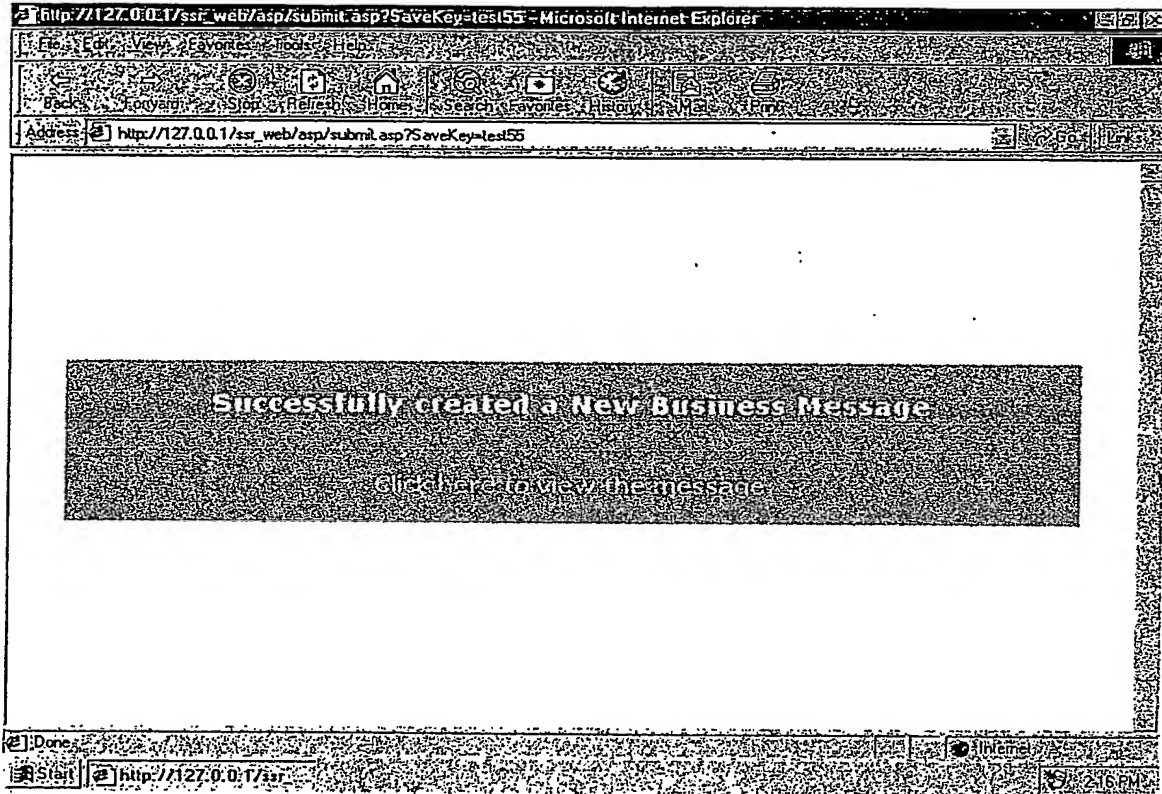 http://127.0.0.1/ssr_web/asp/submit.asp?SaveKey=test55 - Microsoft Internet Explorer
File Edit View Favorites Tools Help
Back Forward Stop Refresh Home Search Favorites History Mail Print
Address http://127.0.0.1/ssr_web/asp/submit.asp?SaveKey=test55 Go Links
Successfully created a New Business Message
Click here to view the message
Done Internet
Start http://127.0.0.1/ssr... 2:16 PM